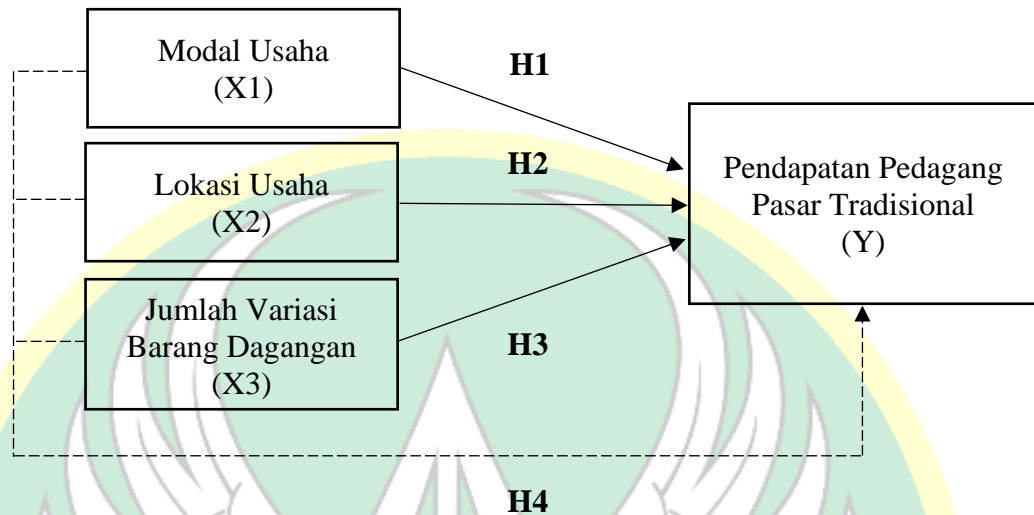 Modal Usaha
(X1)
H1
Lokasi Usaha
(X2)
H2
Jumlah Variasi
Barang Dagangan
(X3)
H3
Pendapatan Pedagang
Pasar Tradisional
(Y)
H4